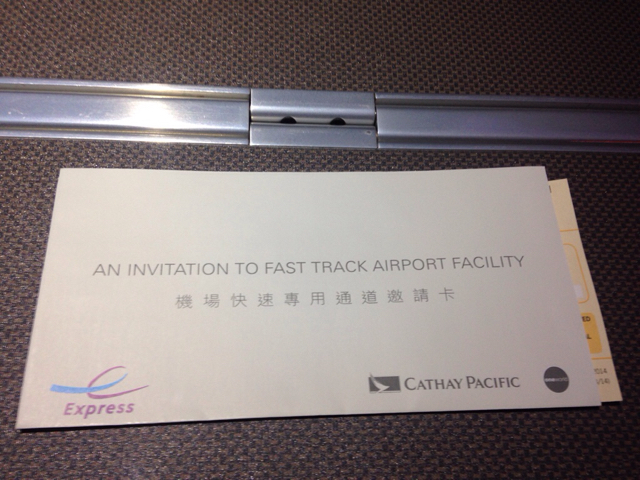 AN INVITATION TO FAST TRACK AIRPORT FACILITY
機場快速專用通道邀請卡
Express
CATHAY PACIFIC